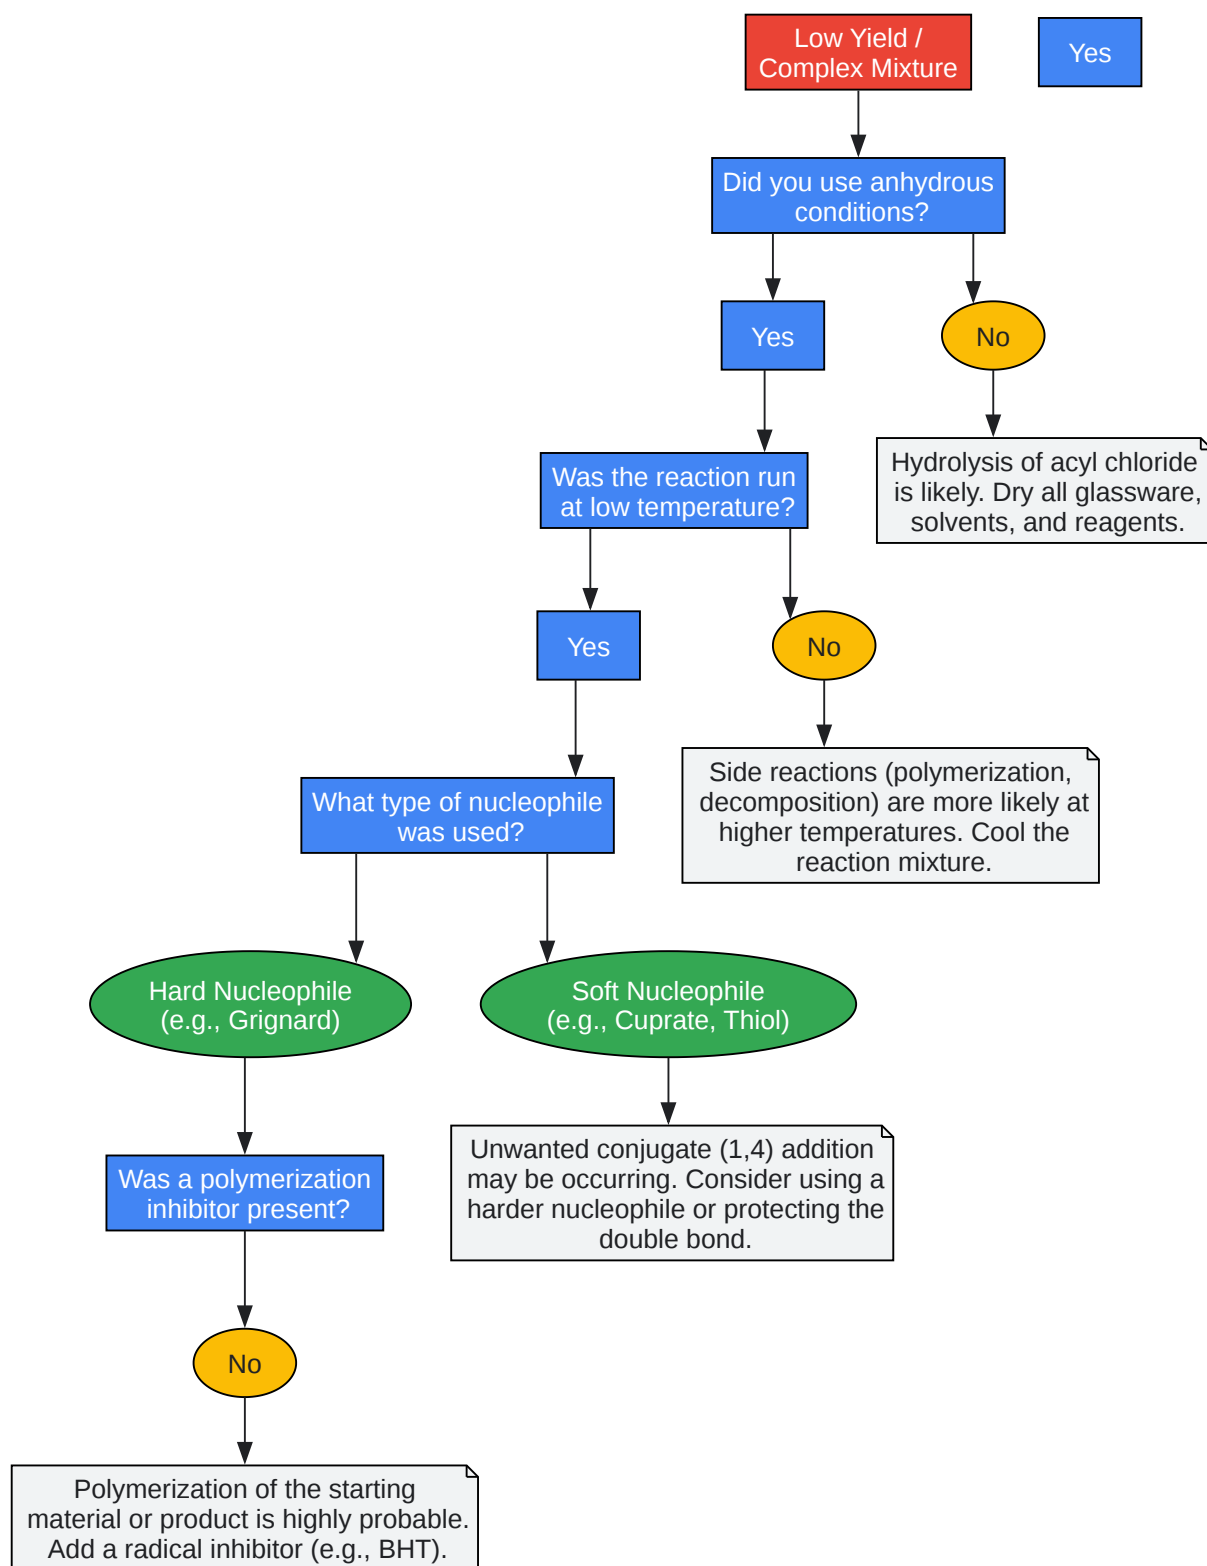 Low Yield /
Complex Mixture
Yes
Did you use anhydrous
conditions?
Yes
No
Was the reaction run
at low temperature?
Hydrolysis of acyl chloride
is likely. Dry all glassware,
solvents, and reagents.
Yes
No
What type of nucleophile
was used?
Side reactions (polymerization,
decomposition) are more likely at
higher temperatures. Cool the
reaction mixture.
Hard Nucleophile
(e.g., Grignard)
Soft Nucleophile
(e.g., Cuprate, Thiol)
Was a polymerization
inhibitor present?
Unwanted conjugate (1,4) addition
may be occurring. Consider using a
harder nucleophile or protecting the
double bond.
No
Polymerization of the starting
material or product is highly probable.
Add a radical inhibitor (e.g., BHT).